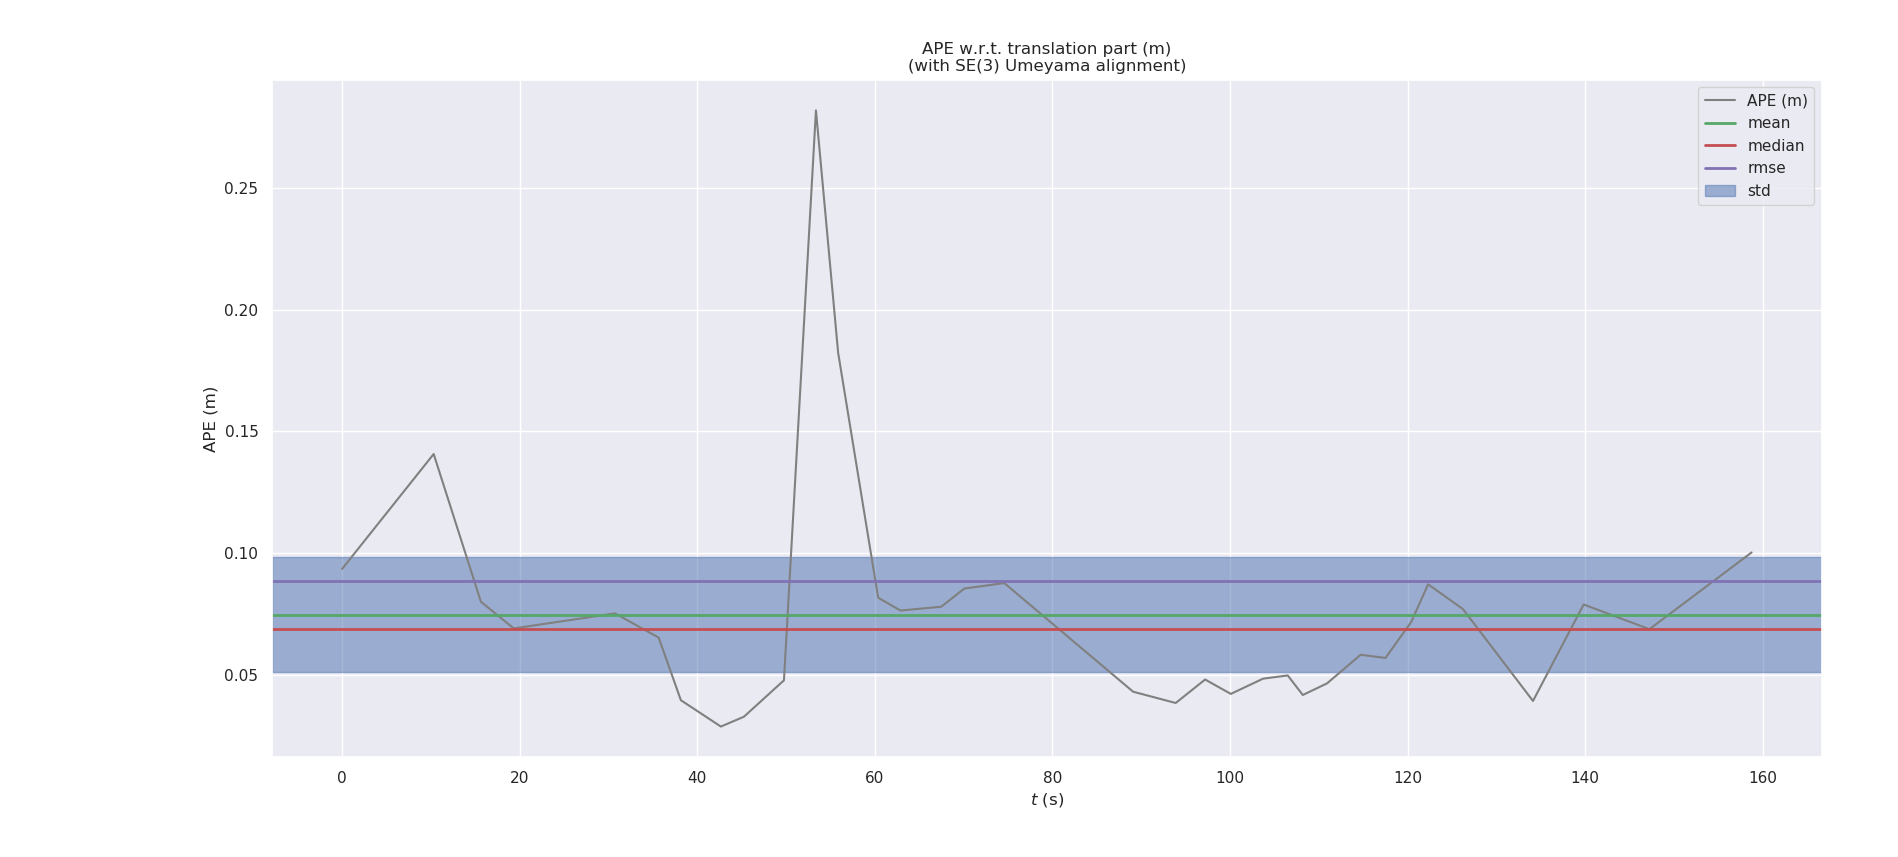 APE w.r.t. translation part (m)
(with SE(3) Umeyama alignment)
APE (m)
mean
median
rmse
std
0.25
0.20
0.15
0.10
0.05
APE (m)
0 20 40 60 80 100 120 140 160
t (s)